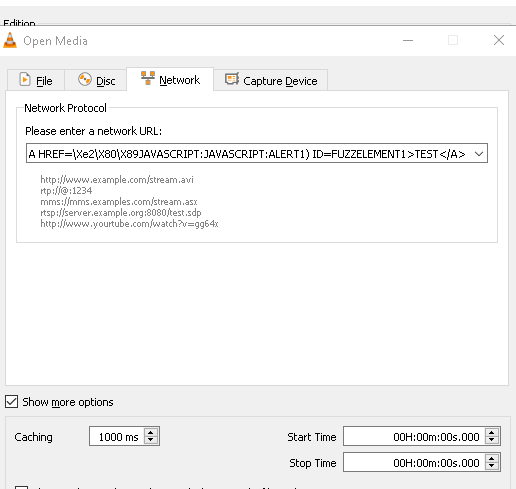 Edition
Open Media
File Disc Network Capture Device
Network Protocol
Please enter a network URL:
A HREF=\Xe2\X80\X89JAVASCRIPT:JAVASCRIPT:ALERT1) ID=FUZZELEMENT1>TEST</A>
http://www.example.com/stream.avi
rtp://@:1234
mms://mms.examples.com/stream.asx
rtsp://server.example.org:8080/test.sdp
http://www.yourtube.com/watch?v=gg64x
Show more options
Caching 1000 ms Start Time 00H:00m:00s.000
Stop Time 00H:00m:00s.000